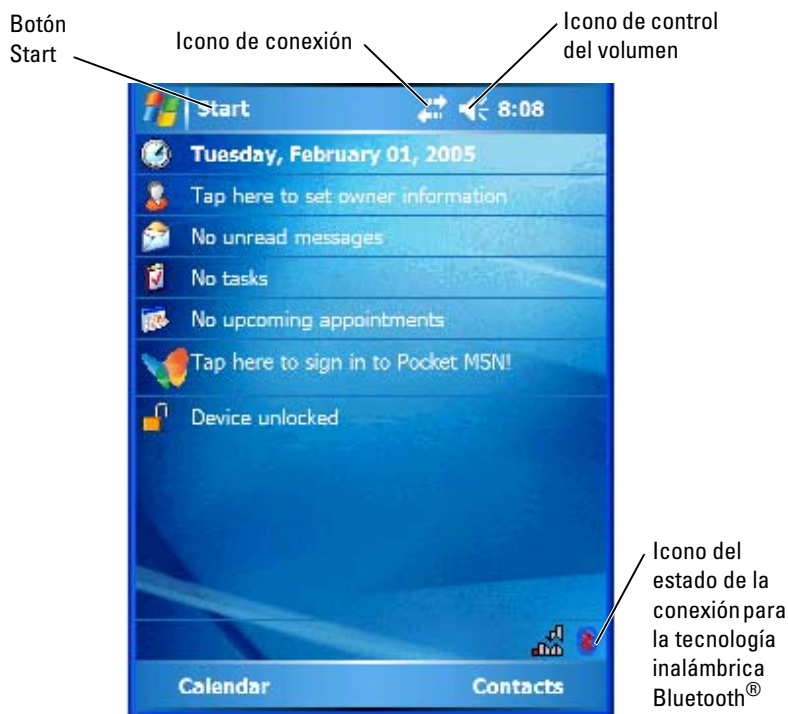 Botón
Start
Icono de conexión
Icono de control
del volumen
Start 8:08
Tuesday, February 01, 2005
Tap here to set owner information
No unread messages
No tasks
No upcoming appointments
Tap here to sign in to Pocket MSN!
Device unlocked
Icono del
estado de la
conexión para
la tecnología
inalámbrica
Bluetooth®
Calendar Contacts